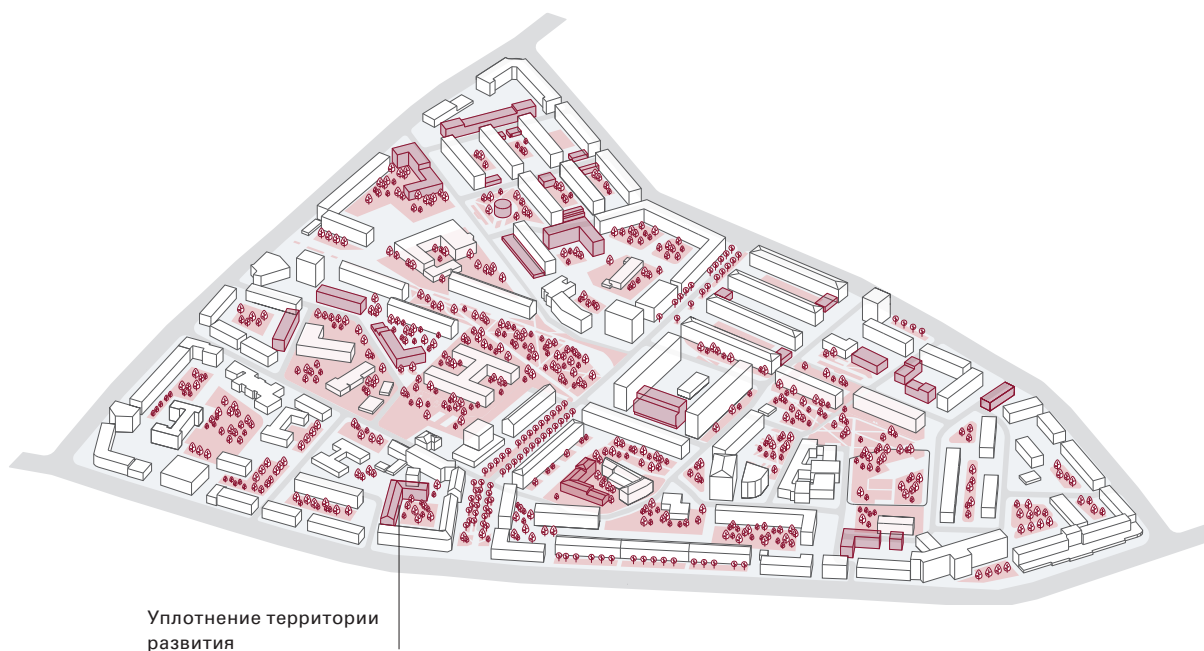 Уплотнение территории
развития